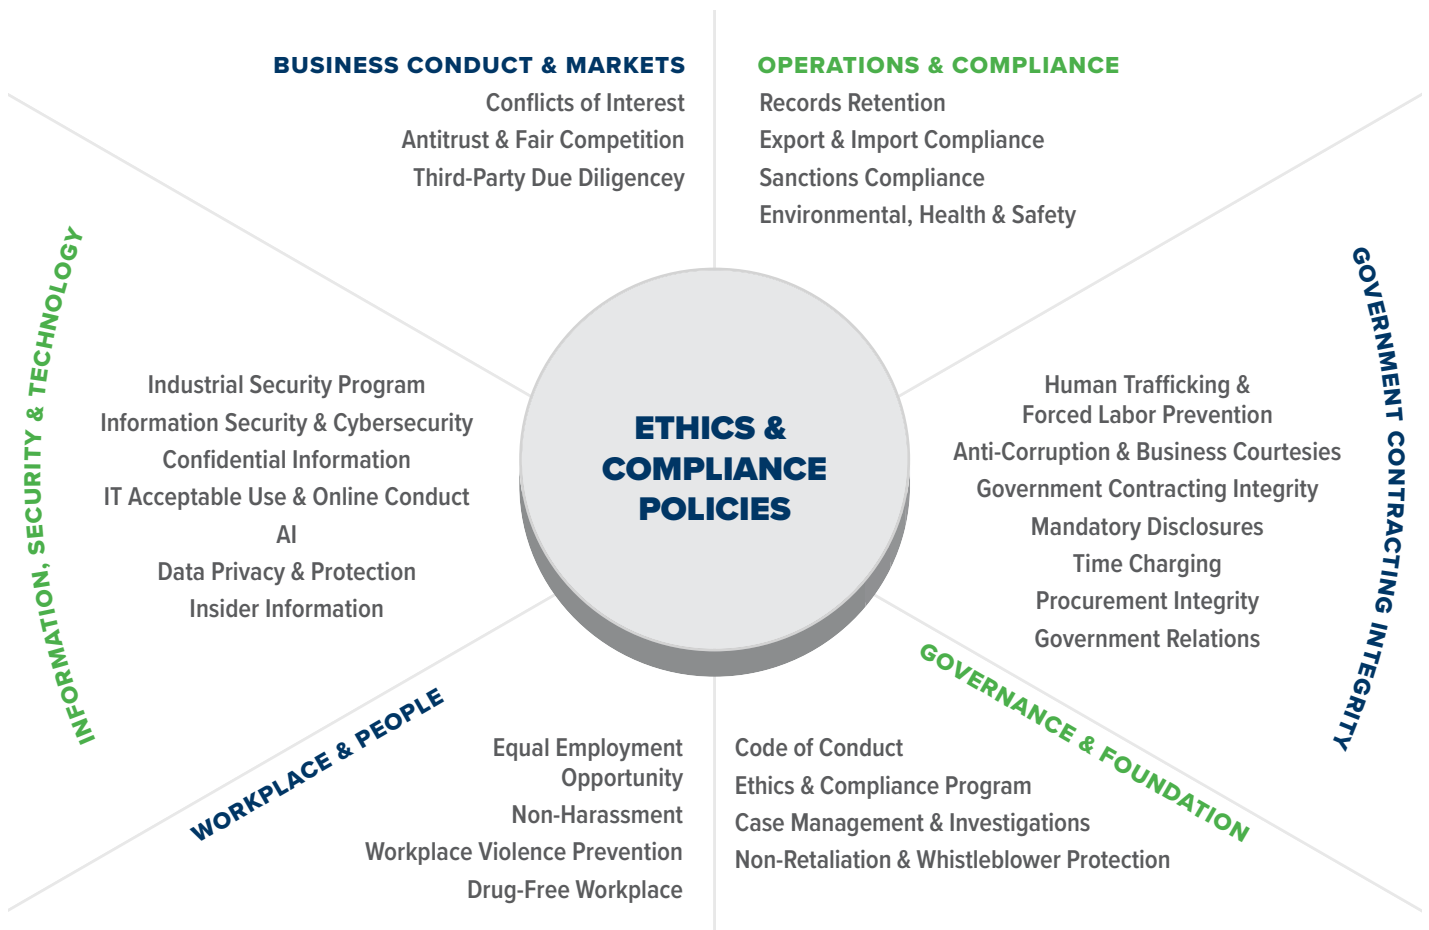 BUSINESS CONDUCT & MARKETS
Conflicts of Interest
Antitrust & Fair Competition
Third-Party Due Diligencey
OPERATIONS & COMPLIANCE
Records Retention
Export & Import Compliance
Sanctions Compliance
Environmental, Health & Safety
INFORMATION, SECURITY & TECHNOLOGY
Industrial Security Program
Information Security & Cybersecurity
Confidential Information
IT Acceptable Use & Online Conduct
AI
Data Privacy & Protection
Insider Information
ETHICS &
COMPLIANCE
POLICIES
GOVERNMENT CONTRACTING INTEGRITY
Human Trafficking &
Forced Labor Prevention
Anti-Corruption & Business Courtesies
Government Contracting Integrity
Mandatory Disclosures
Time Charging
Procurement Integrity
Government Relations
WORKPLACE & PEOPLE
Equal Employment
Opportunity
Non-Harassment
Workplace Violence Prevention
Drug-Free Workplace
GOVERNANCE & FOUNDATION
Code of Conduct
Ethics & Compliance Program
Case Management & Investigations
Non-Retaliation & Whistleblower Protection